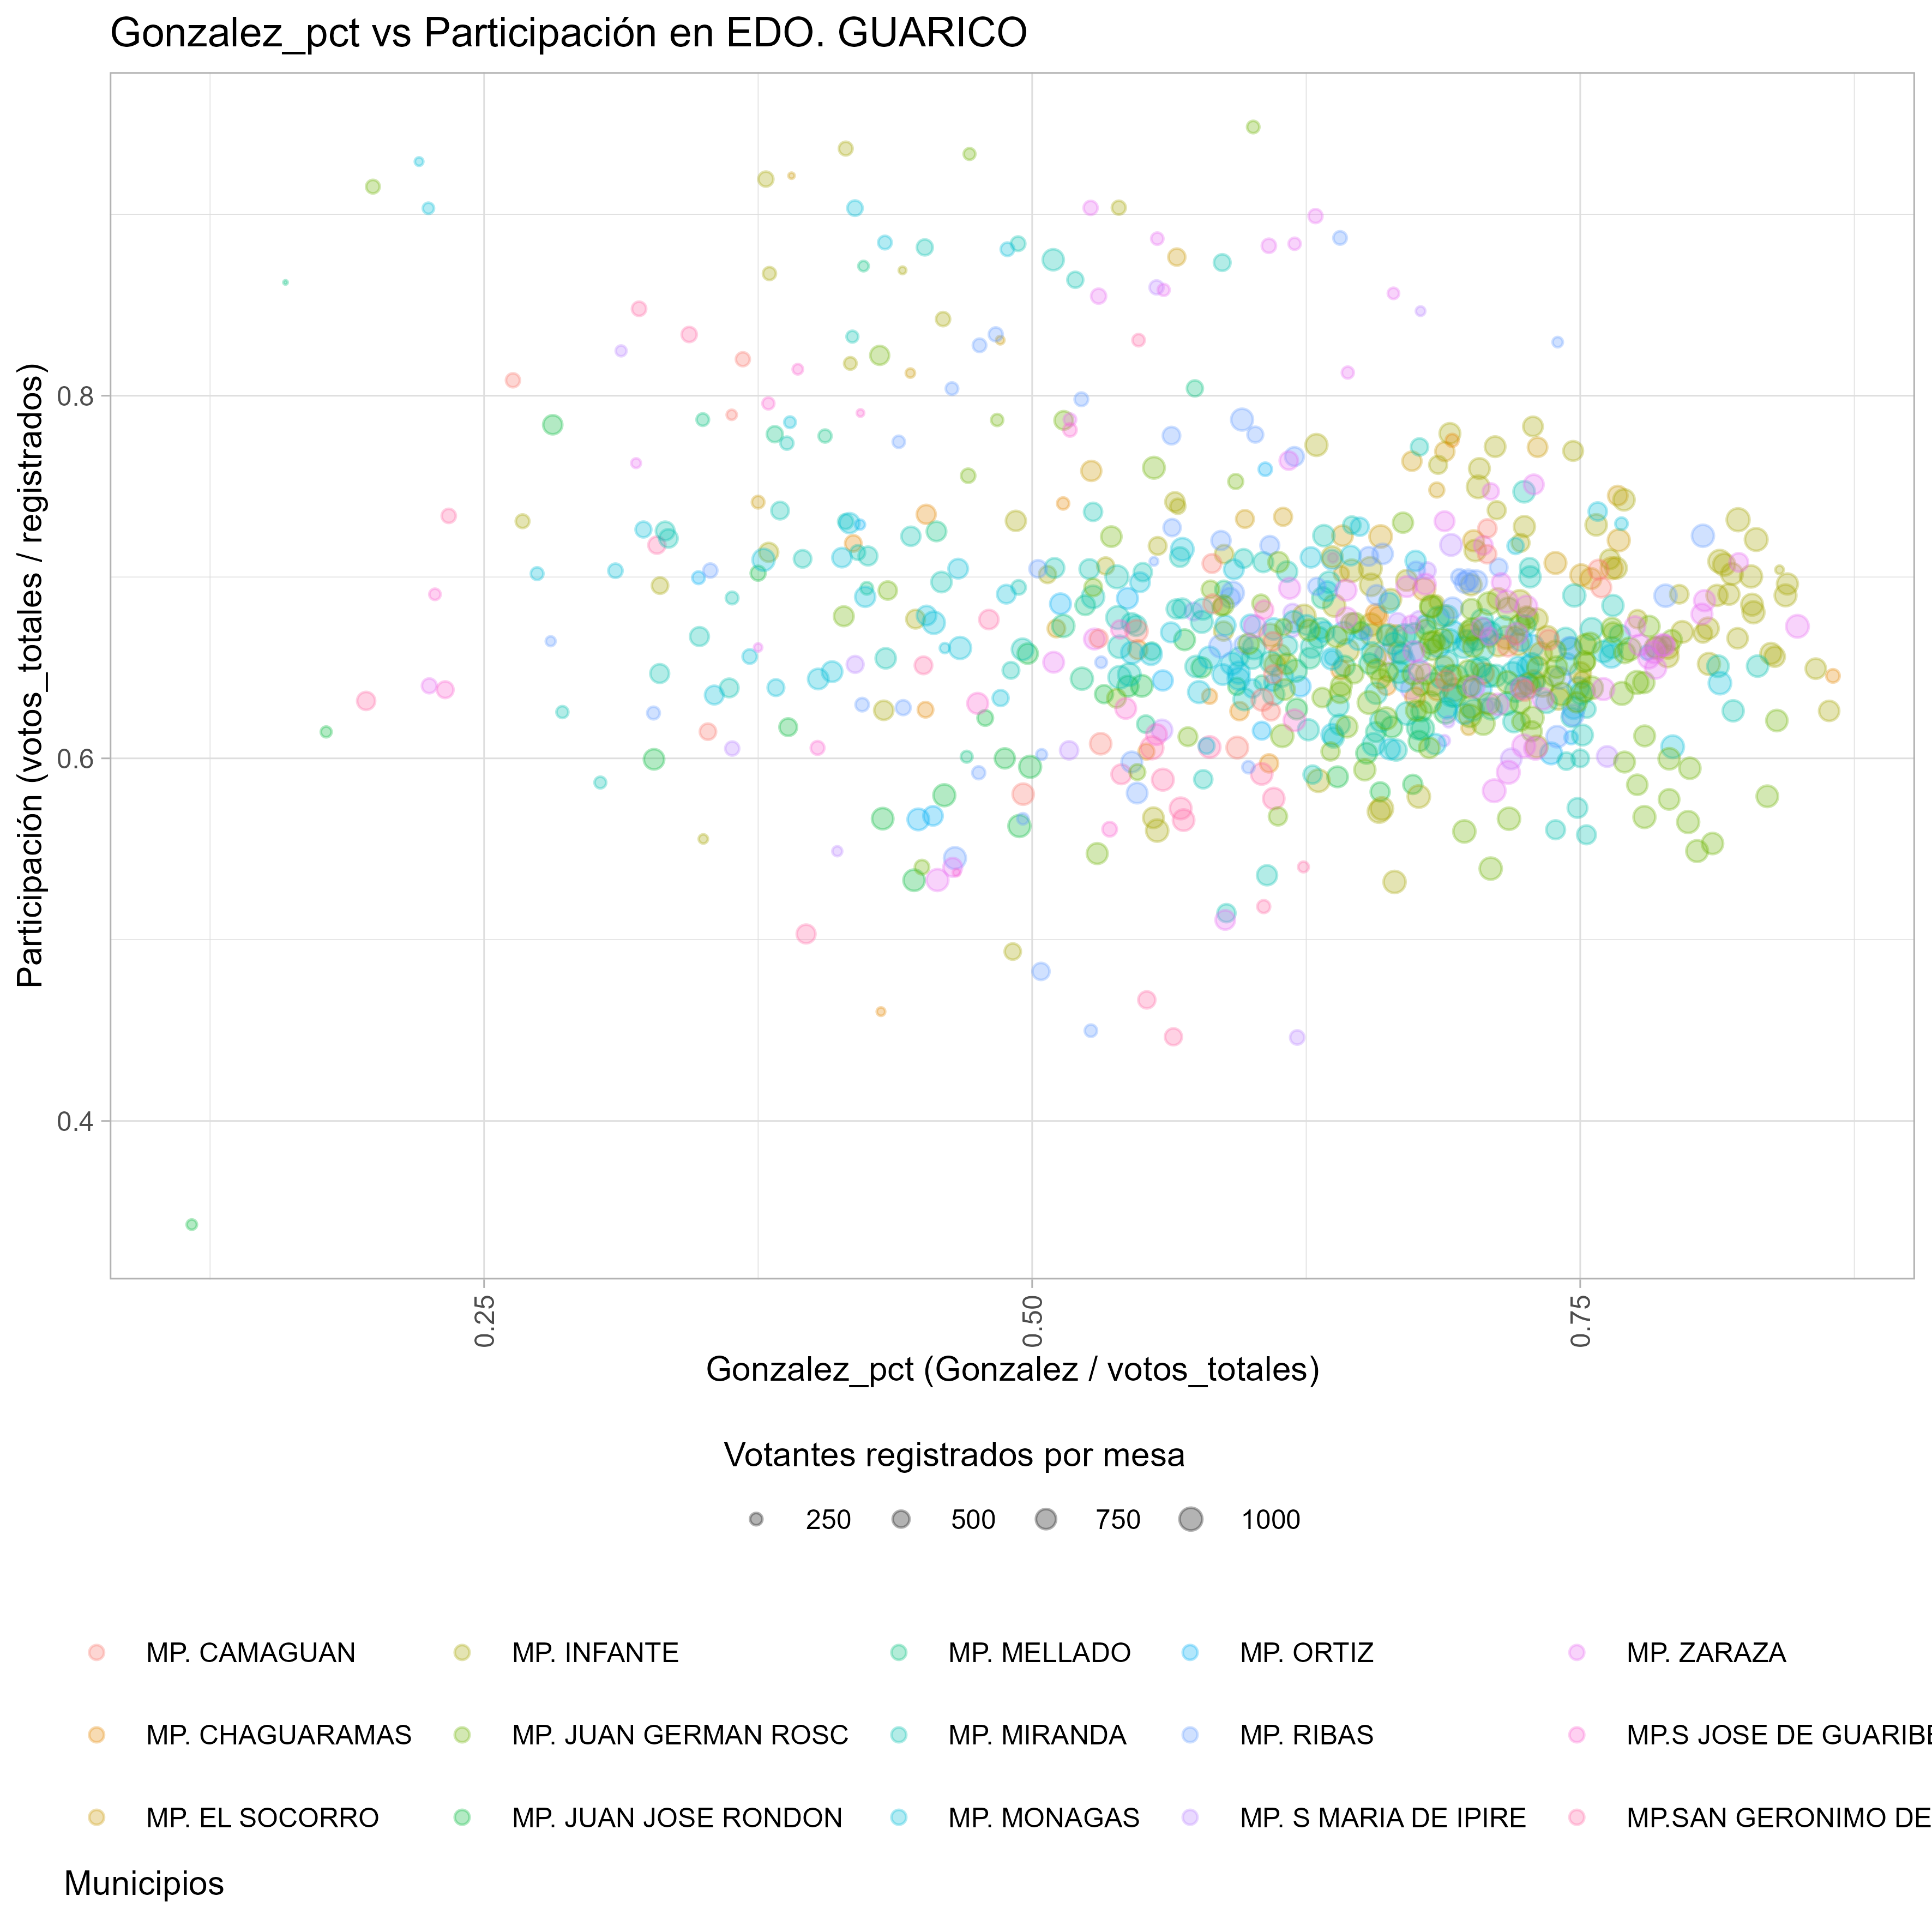 Gonzalez_pct vs Participación en EDO. GUARICO
Participación (votos_totales / registrados)
0.8
0.6
0.4
0.25
0.50
0.75
Gonzalez_pct (Gonzalez / votos_totales)
Votantes registrados por mesa
250
500
750
1000
MP. CAMAGUAN
MP. INFANTE
MP. MELLADO
MP. ORTIZ
MP. ZARAZA
MP. CHAGUARAMAS
MP. JUAN GERMAN ROSC
MP. MIRANDA
MP. RIBAS
MP.S JOSE DE GUARIBE
MP. EL SOCORRO
MP. JUAN JOSE RONDON
MP. MONAGAS
MP. S MARIA DE IPIRE
MP.SAN GERONIMO DE
Municipios